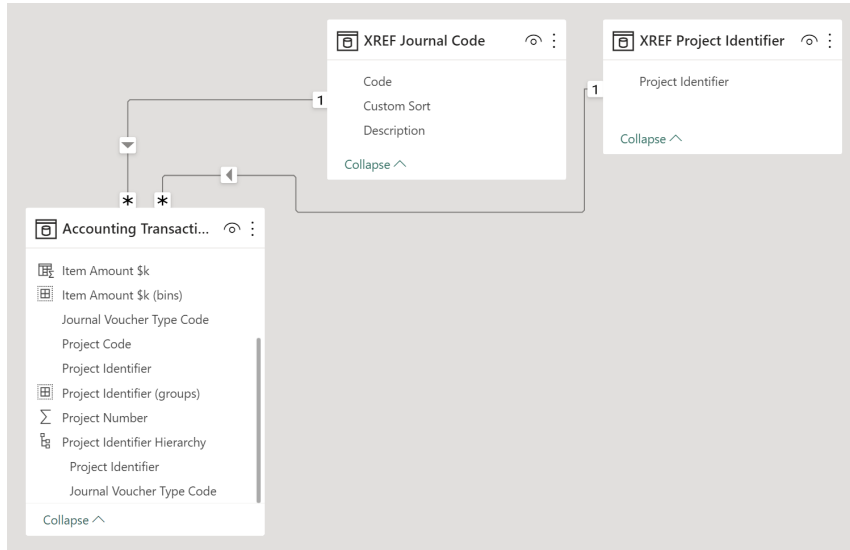 XREF Journal Code
Code
Custom Sort
Description
Collapse
XREF Project Identifier
Project Identifier
Collapse
1
1
*
*
Accounting Transacti...
Item Amount $k
Item Amount $k (bins)
Journal Voucher Type Code
Project Code
Project Identifier
Project Identifier (groups)
Project Number
Project Identifier Hierarchy
Project Identifier
Journal Voucher Type Code
Collapse